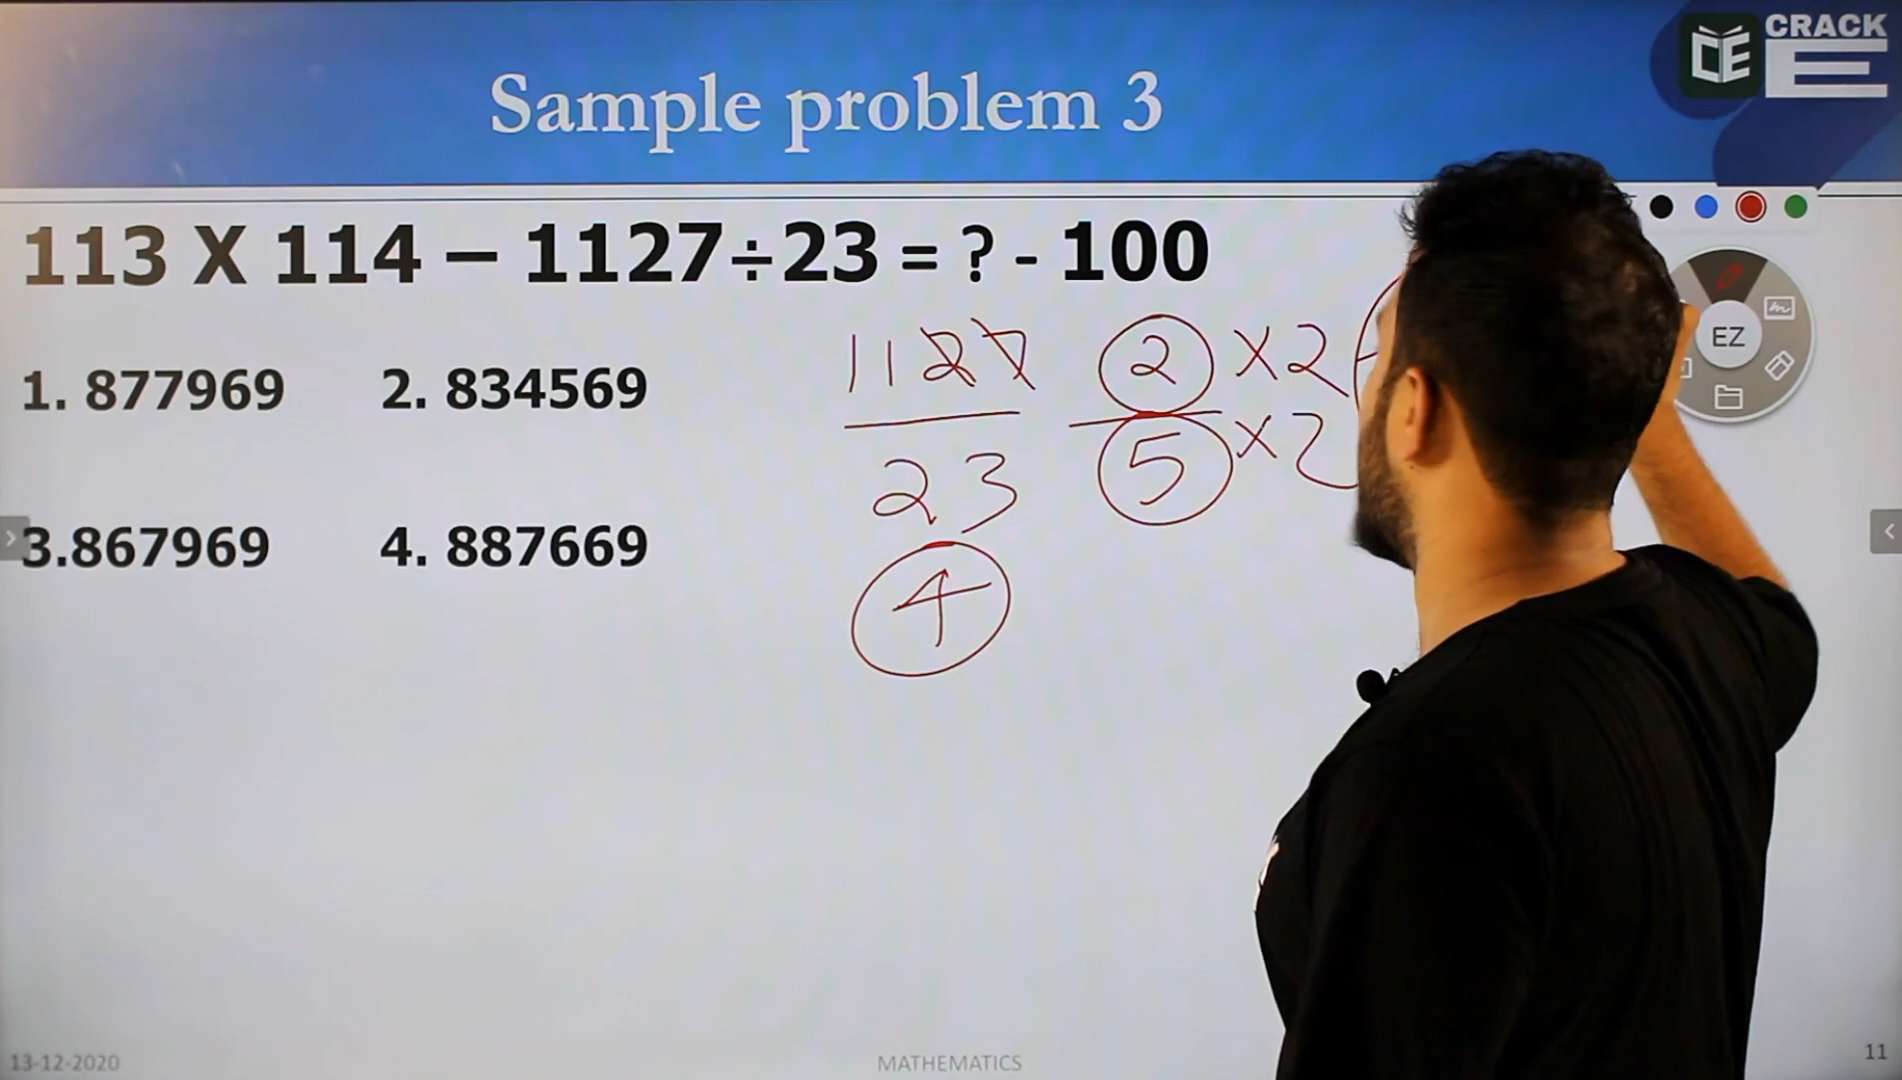 CE CRACK
E
Sample problem 3
113 X 114 – 1127÷23 = ? - 100
1. 877969 2. 834569
3.867969 4. 887669
1127
23
4
2 X2
5 X2
EZ
13-12-2020 MATHEMATICS 11